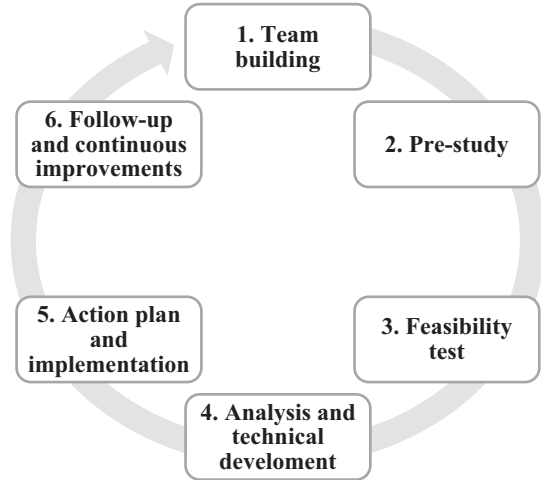 1. Team
building
2. Pre-study
3. Feasibility
test
4. Analysis and
technical
develoment
5. Action plan
and
implementation
6. Follow-up
and continuous
improvements